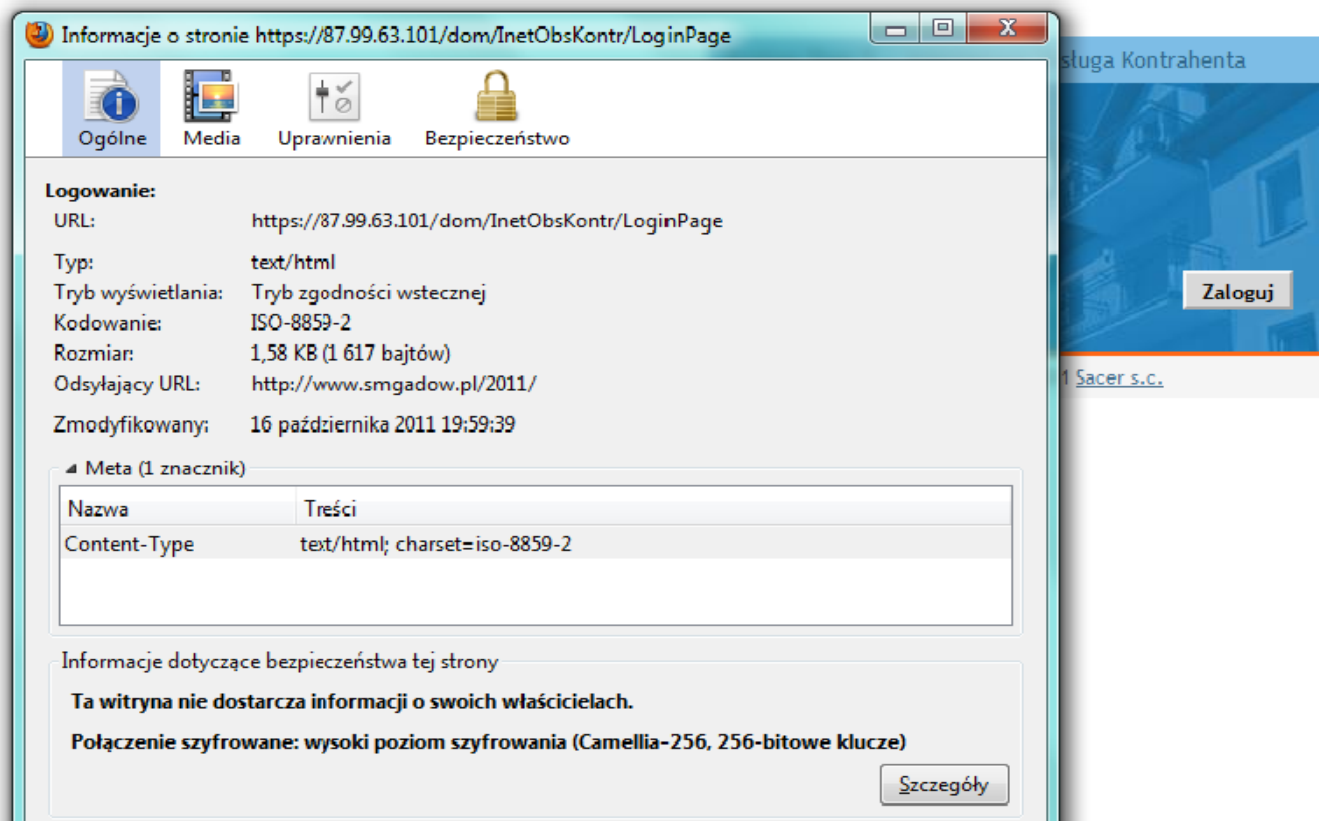 Informacje o stronie https://87.99.63.101/dom/InetObsKontr/LoginPage
Ogólne Media Uprawnienia Bezpieczeństwo
Logowanie:
URL: https://87.99.63.101/dom/InetObsKontr/LoginPage
Typ: text/html
Tryb wyświetlania: Tryb zgodności wstecznej
Kodowanie: ISO-8859-2
Rozmiar: 1,58 KB (1 617 bajtów)
Odsyłający URL: http://www.smgadow.pl/2011/
Zmodyfikowany: 16 października 2011 19:59:39
Meta (1 znacznik)
Nazwa Treści
Content-Type text/html; charset=iso-8859-2
Informacje dotyczące bezpieczeństwa tej strony
Ta witryna nie dostarcza informacji o swoich właścicielach.
Połączenie szyfrowane: wysoki poziom szyfrowania (Camellia-256, 256-bitowe klucze)
Szczegóły
sługa Kontrahenta
Zaloguj
1 Sacer s.c.